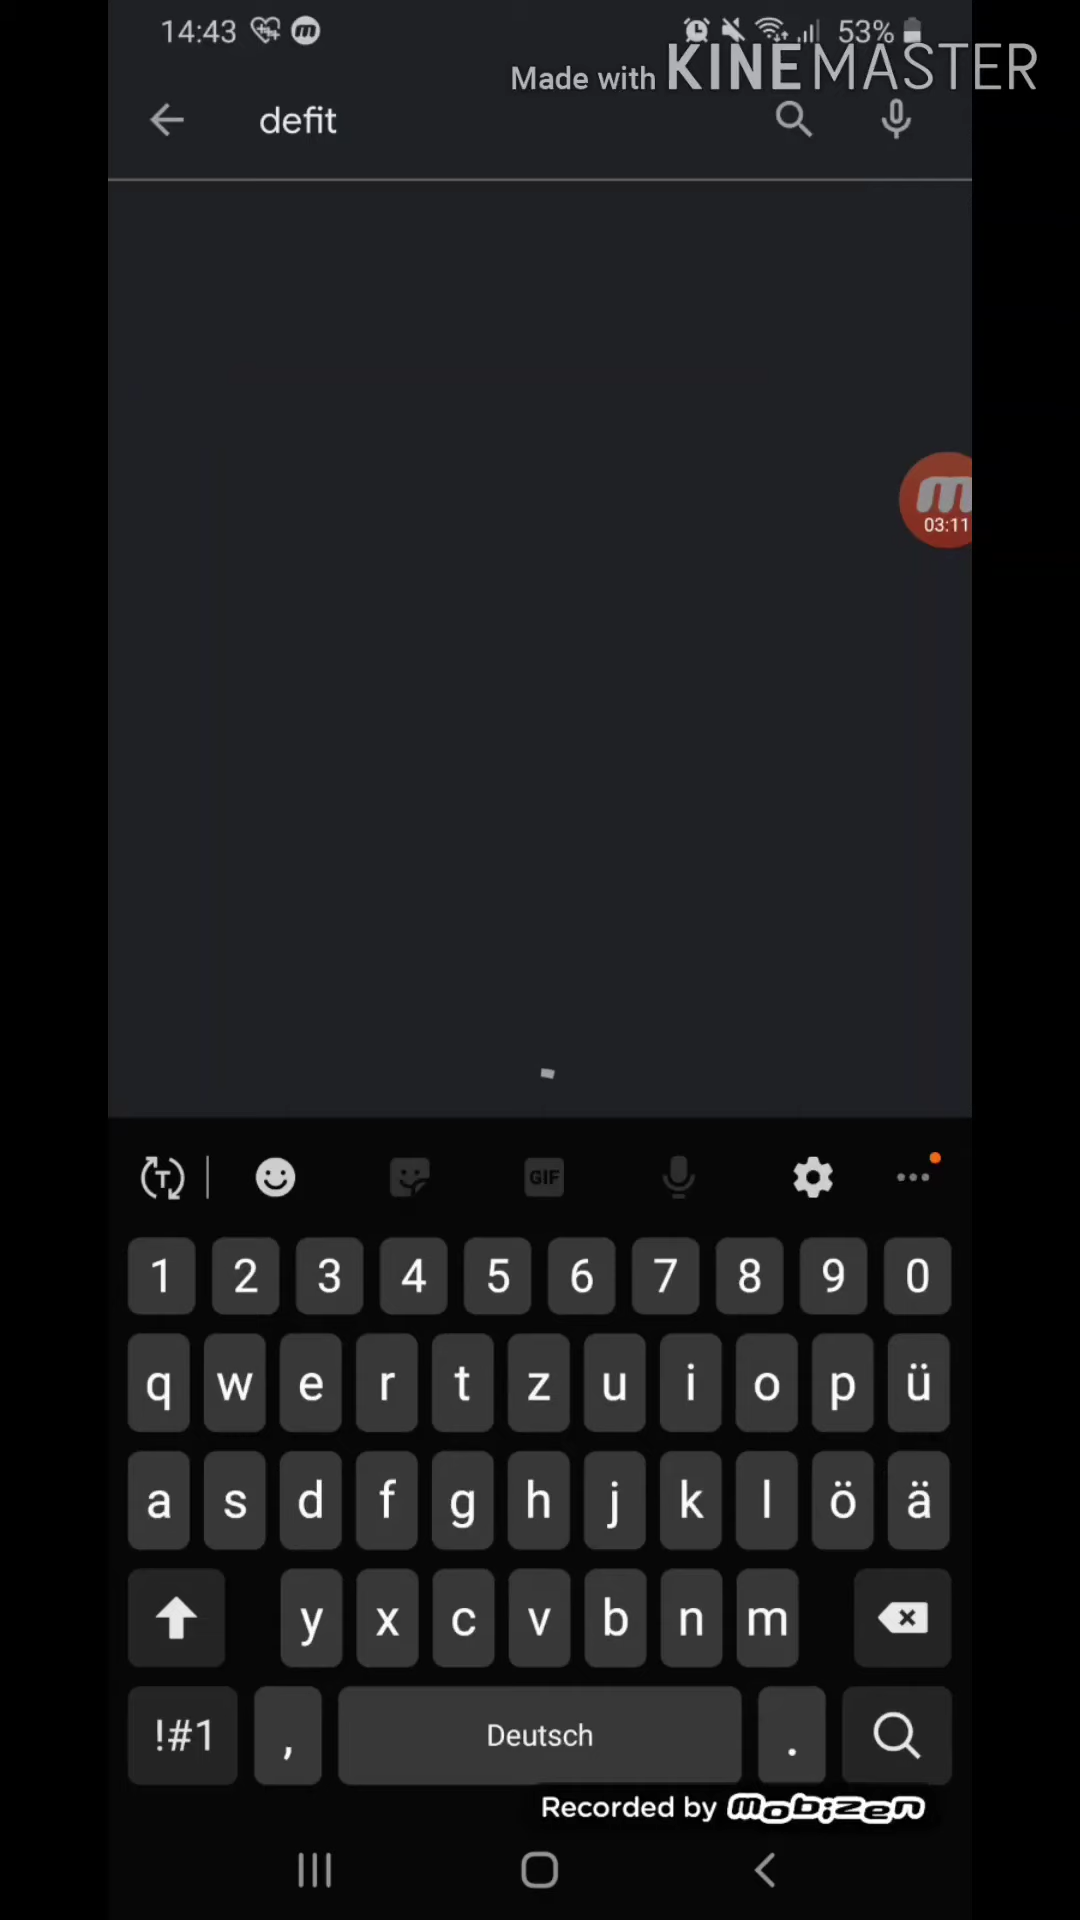 14:43 53%
Made with KINEMASTER
defit
m
03:11
T GIF
1 2 3 4 5 6 7 8 9 0
q w e r t z u i o p ü
a s d f g h j k l ö ä
y x c v b n m
!#1 , Deutsch .
Recorded by mobizen